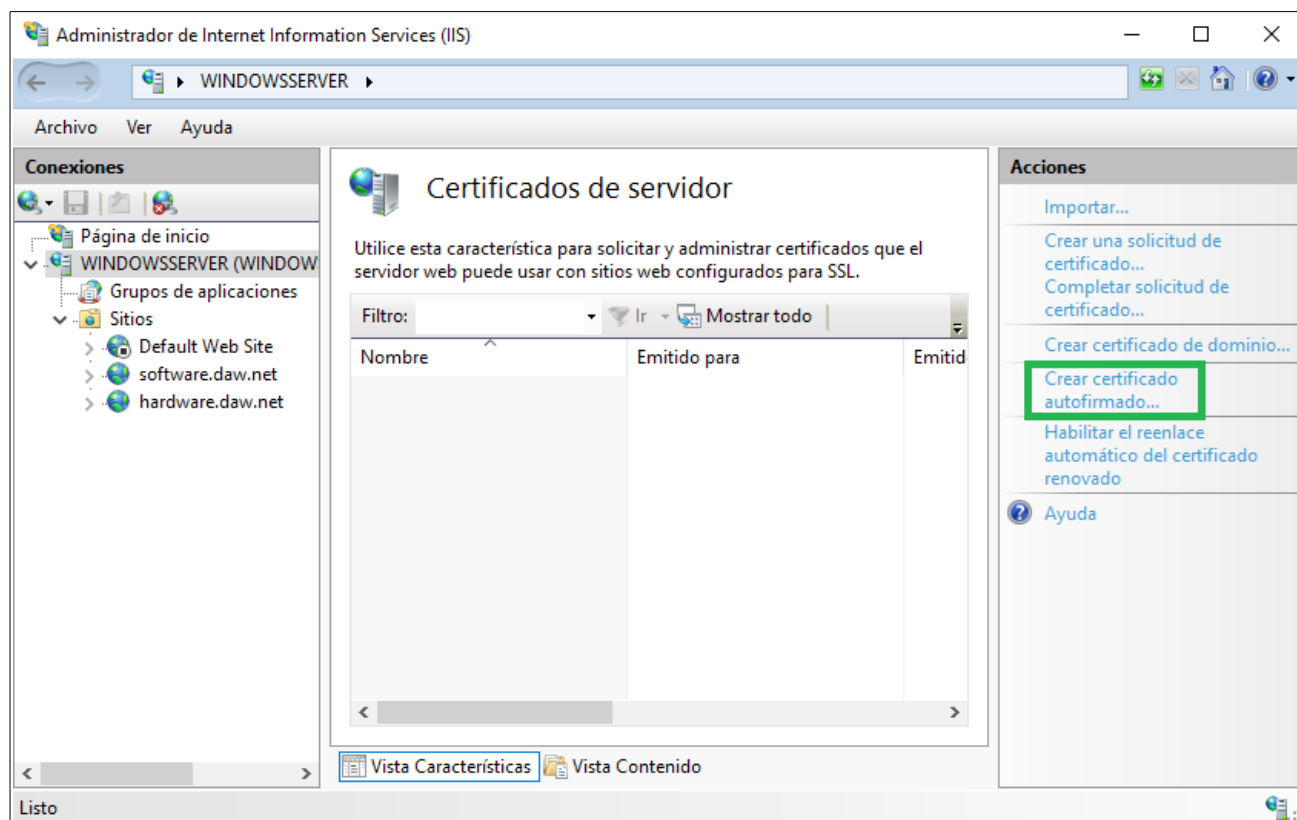 Administrador de Internet Information Services (IIS)
WINDOWSSERVER
Archivo Ver Ayuda
Conexiones
Página de inicio
WINDOWSSERVER (WINDOW
Grupos de aplicaciones
Sitios
Default Web Site
software.daw.net
hardware.daw.net
Certificados de servidor
Utilice esta característica para solicitar y administrar certificados que el
servidor web puede usar con sitios web configurados para SSL.
Filtro: Ir Mostrar todo
Nombre Emitido para Emitid
Vista Características Vista Contenido
Acciones
Importar...
Crear una solicitud de
certificado...
Completar solicitud de
certificado...
Crear certificado de dominio...
Crear certificado
autofirmado...
Habilitar el reenlace
automático del certificado
renovado
Ayuda
Listo